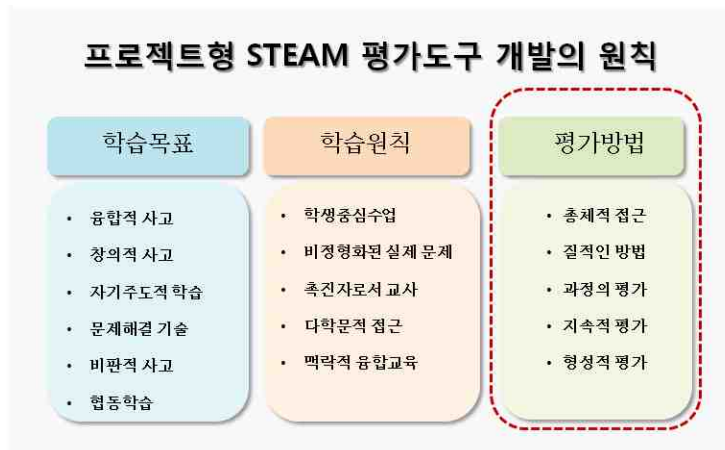 프로젝트형 STEAM 평가도구 개발의 원칙
학습목표
• 융합적 사고
• 창의적 사고
• 자기주도적 학습
• 문제해결 기술
• 비판적 사고
• 협동학습
학습원칙
• 학생중심수업
• 비정형화된 실제 문제
• 촉진자로서 교사
• 다학문적 접근
• 맥락적 융합교육
평가방법
• 총체적 접근
• 질적인 방법
• 과정의 평가
• 지속적 평가
• 형성적 평가